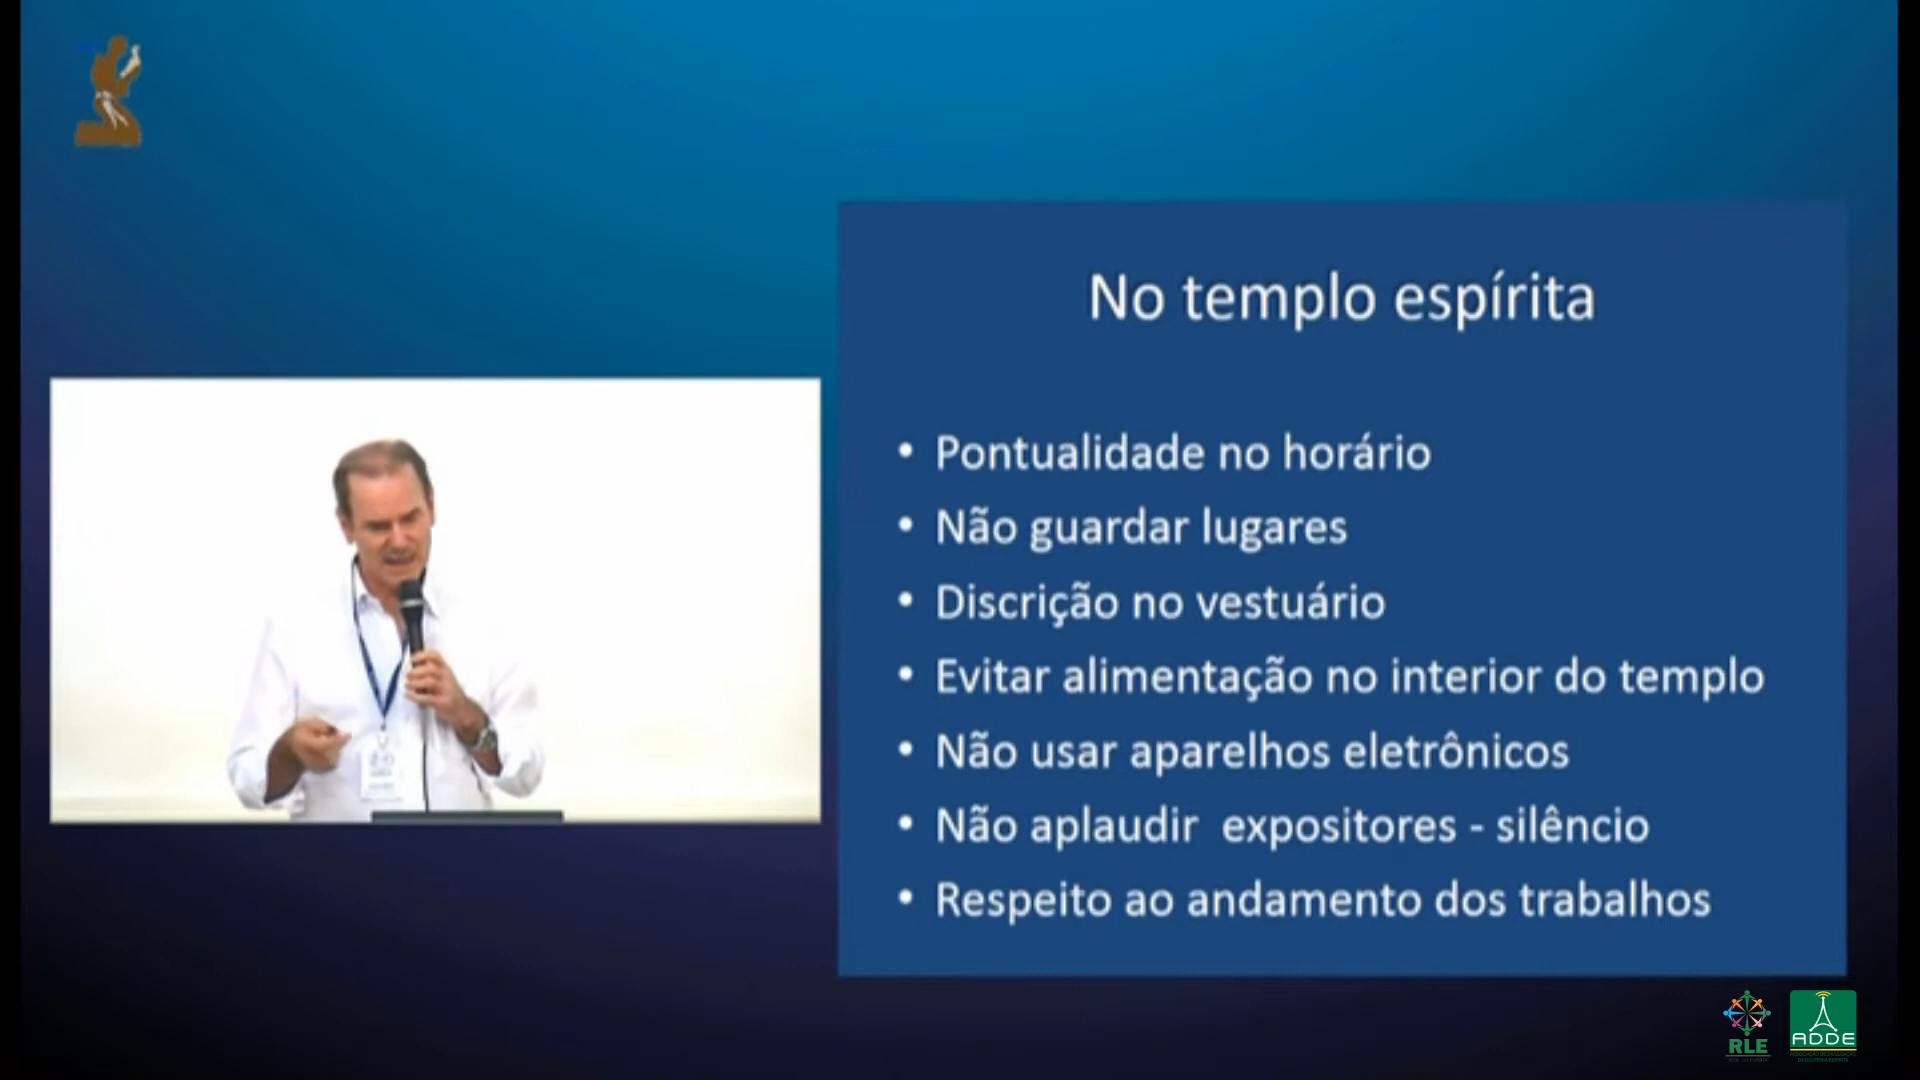 No templo espírita
• Pontualidade no horário
• Não guardar lugares
• Discrição no vestuário
• Evitar alimentação no interior do templo
• Não usar aparelhos eletrônicos
• Não aplaudir expositores - silêncio
• Respeito ao andamento dos trabalhos
RLE
ADDE